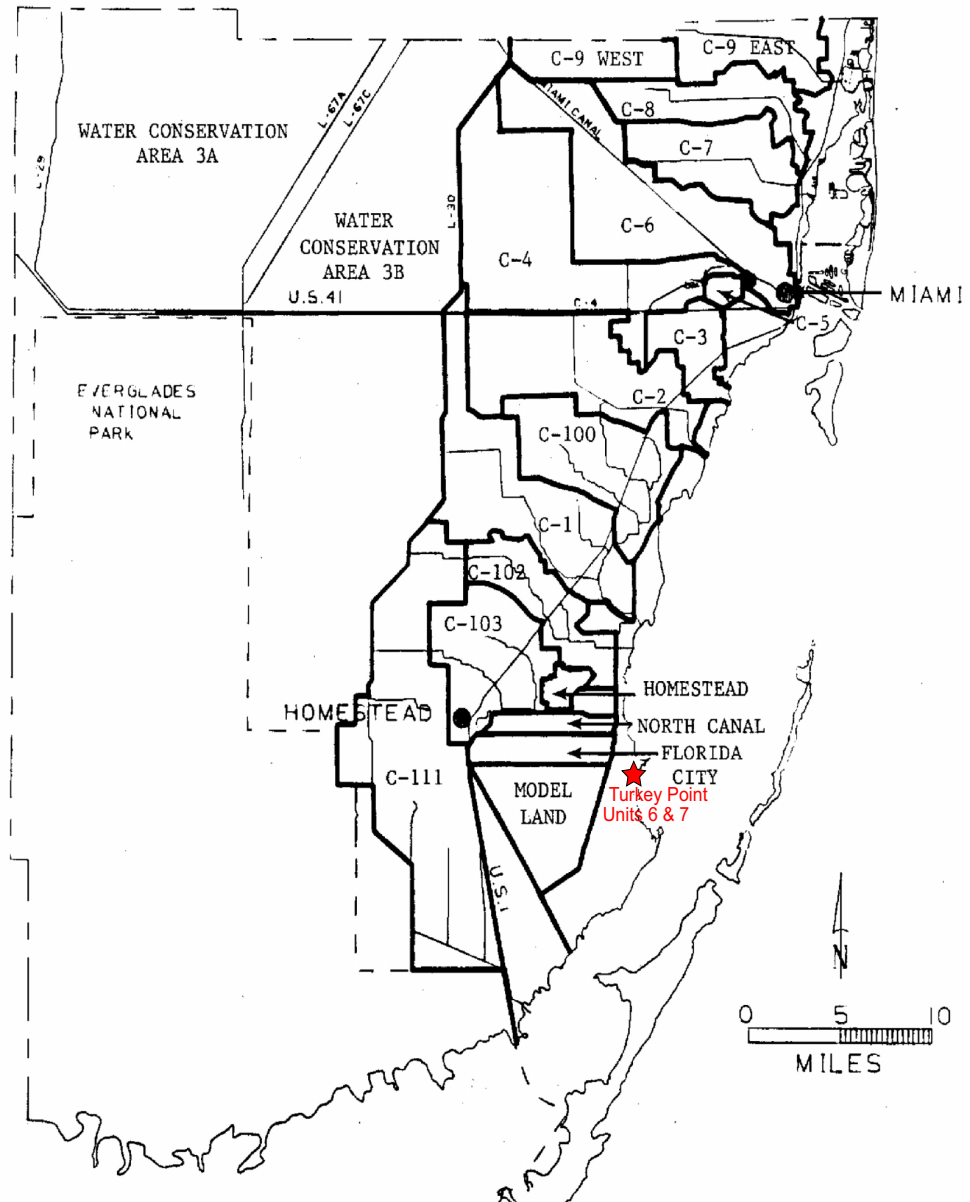 C-9 WEST
C-9 EAST
MIAMI CANAL
C-8
C-7
L-67A
L-67C
WATER CONSERVATION
AREA 3A
L-29
L-30
WATER
CONSERVATION
AREA 3B
C-6
C-4
U.S.41
C-4
MIAMI
C-5
C-3
EVERGLADES
NATIONAL
PARK
C-2
C-100
C-1
C-102
C-103
HOMESTEAD
HOMESTEAD
NORTH CANAL
FLORIDA
CITY
C-111
MODEL
LAND
Turkey Point
Units 6 & 7
U.S.1
N
0 5 10
MILES